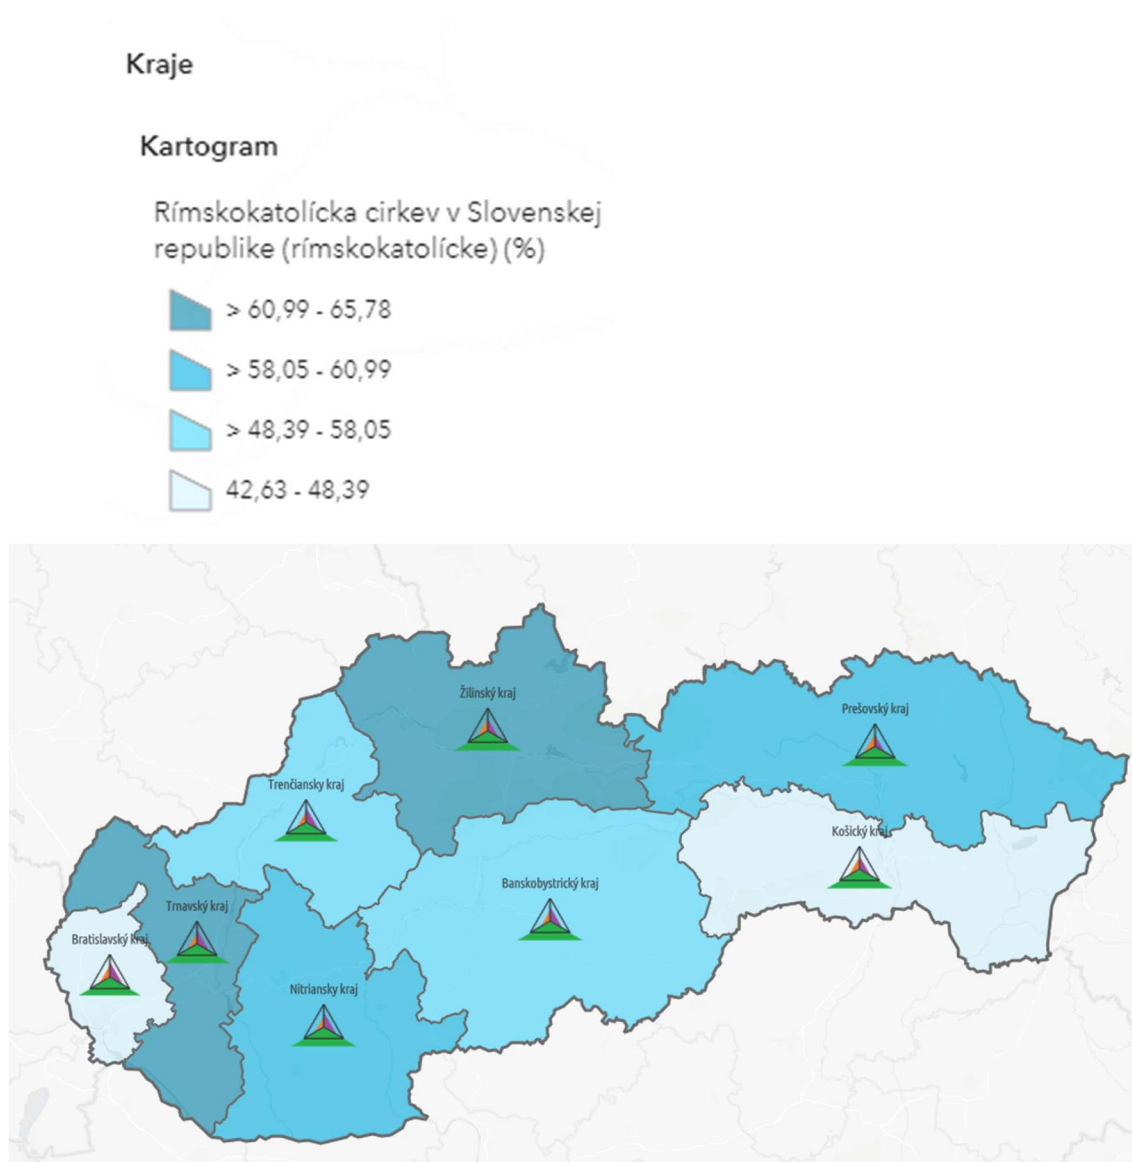 Kraje
Kartogram
Rímskokatolícka cirkev v Slovenskej
republike (rímskokatolícke) (%)
> 60,99 - 65,78
> 58,05 - 60,99
> 48,39 - 58,05
42,63 - 48,39
Žilinský kraj
Prešovský kraj
Trenčiansky kraj
Košický kraj
Banskobystrický kraj
Trnavský kraj
Bratislavský kraj
Nitriansky kraj